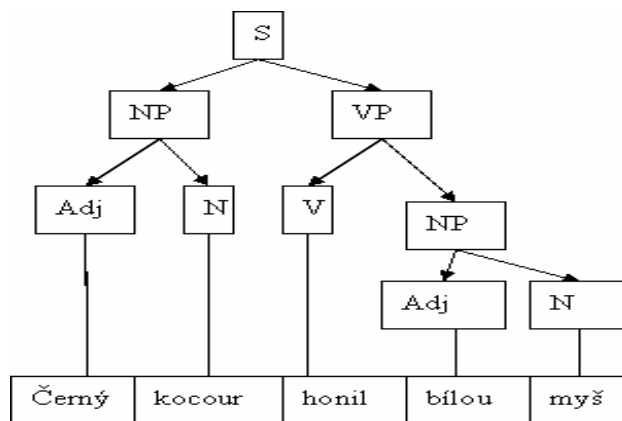 S
NP VP
Adj N V
NP
Adj N
Černý kocour honil bílou myš